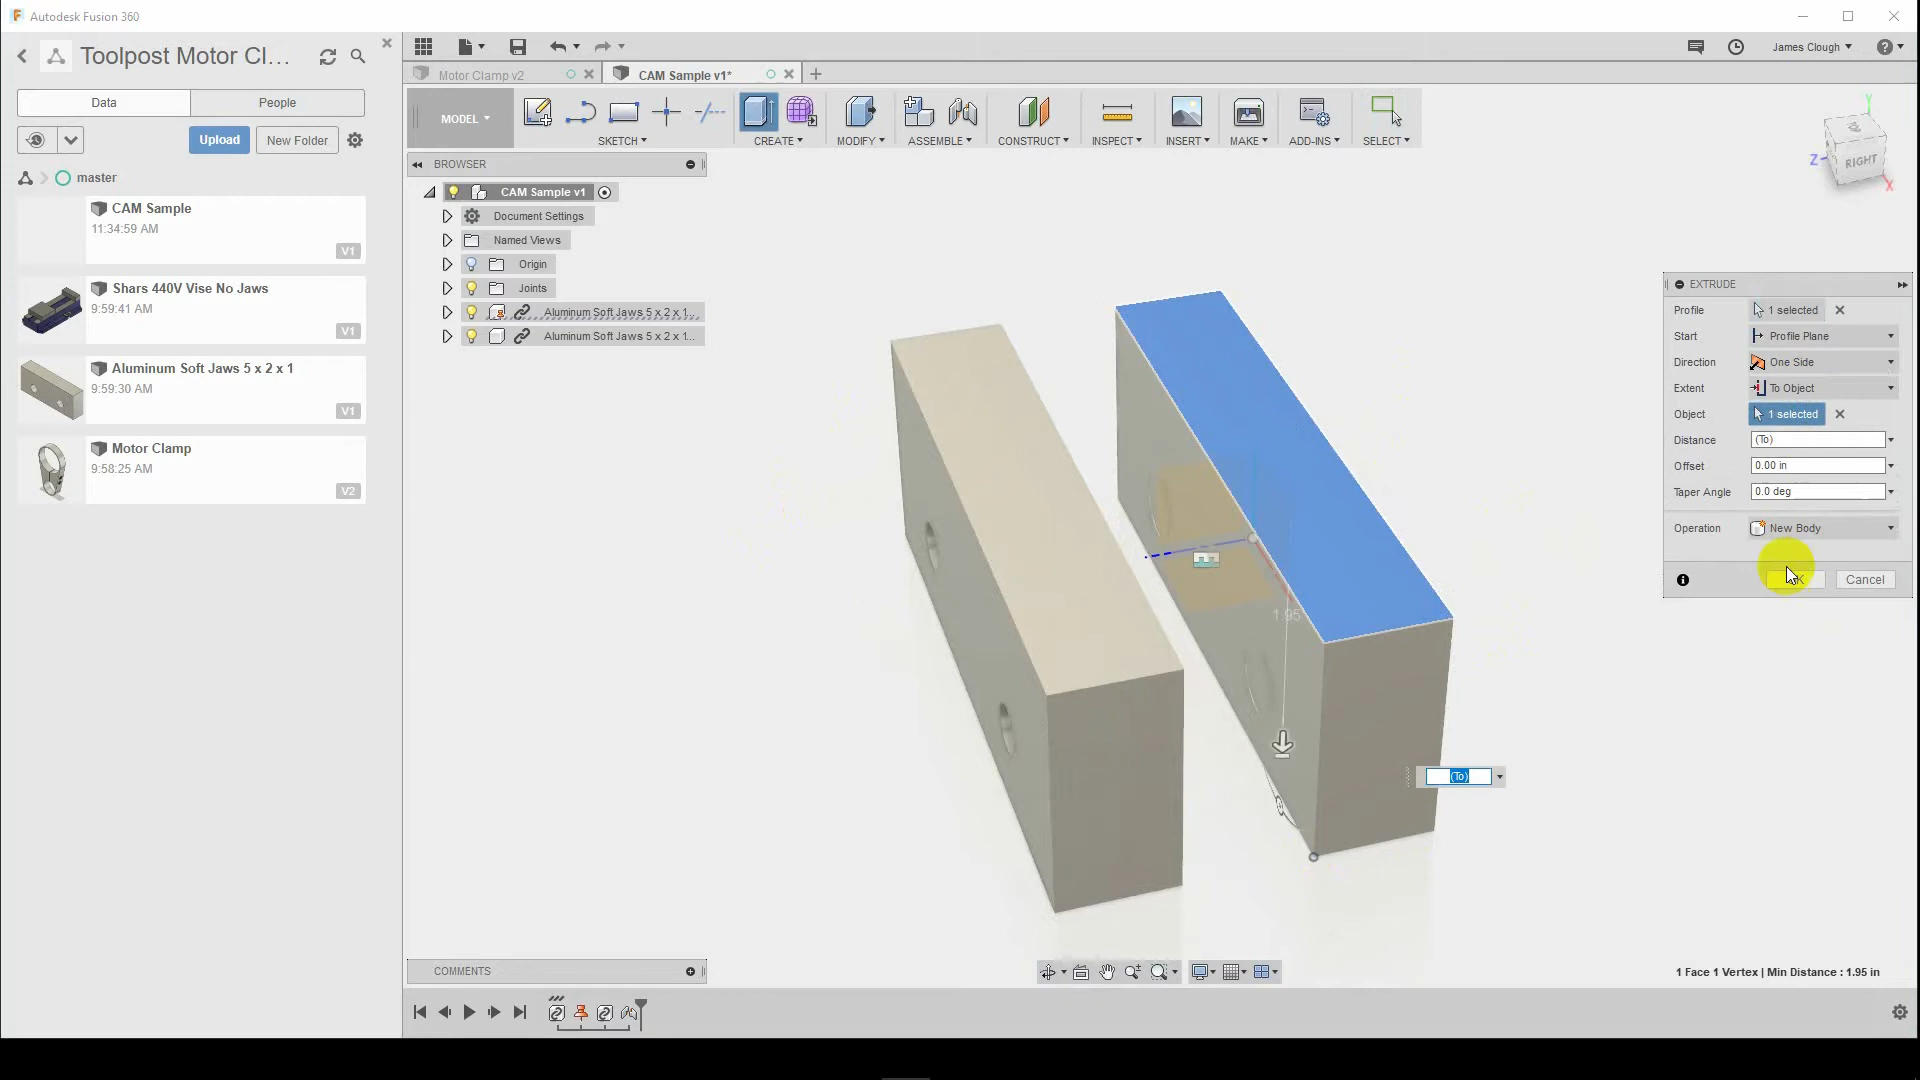 Autodesk Fusion 360
Toolpost Motor Cl...
James Clough
Motor Clamp v2
CAM Sample v1*
Data
People
MODEL
SKETCH
CREATE
MODIFY
ASSEMBLE
CONSTRUCT
INSPECT
INSERT
MAKE
ADD-INS
SELECT
Upload
New Folder
master
BROWSER
CAM Sample v1
Document Settings
Named Views
Origin
Joints
Aluminum Soft Jaws 5 x 2 x 1...
Aluminum Soft Jaws 5 x 2 x 1...
CAM Sample
11:34:59 AM
V1
Shars 440V Vise No Jaws
9:59:41 AM
V1
Aluminum Soft Jaws 5 x 2 x 1
9:59:30 AM
V1
Motor Clamp
9:58:25 AM
V2
Y
Z
RIGHT
X
EXTRUDE
Profile 1 selected
Start Profile Plane
Direction One Side
Extent To Object
Object 1 selected
Distance (To)
Offset 0.00 in
Taper Angle 0.0 deg
Operation New Body
Cancel
1.95
(To)
COMMENTS
1 Face 1 Vertex | Min Distance : 1.95 in